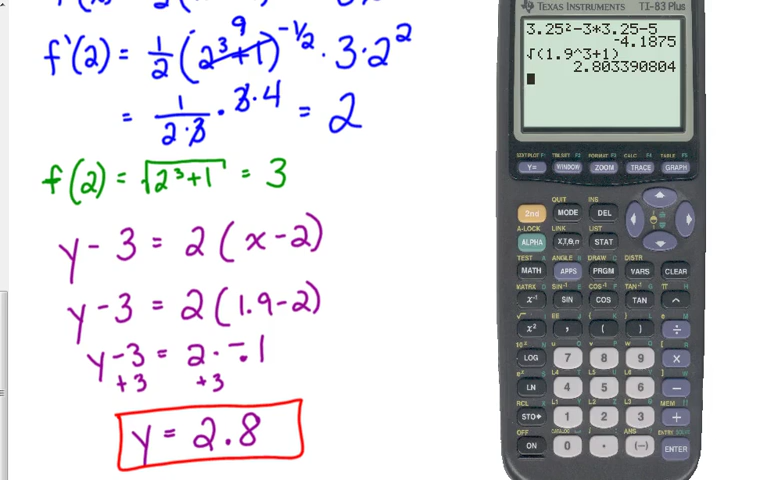 f'(2) = 1/2 (2³+1)^-1/2 · 3·2²
9
= 1/(2·3) · 3·4 = 2
f(2) = √(2³+1) = 3
y - 3 = 2(x-2)
y - 3 = 2(1.9-2)
y - 3 = 2 · -.1
+3 +3
y = 2.8
TEXAS INSTRUMENTS TI-83 Plus
3.25²-3*3.25-5
-4.1875
√(1.9^3+1)
2.803390804
STAT PLOT F1 TBLSET F2 FORMAT F3 CALC F4 TABLE F5
Y= WINDOW ZOOM TRACE GRAPH
QUIT INS
2nd MODE DEL
A-LOCK LINK LIST
ALPHA X,T,θ,n STAT
TEST A ANGLE B DRAW C DISTR
MATH APPS PRGM VARS CLEAR
MATRX D SIN⁻¹ E COS⁻¹ F TAN⁻¹ G π H
x⁻¹ SIN COS TAN ^
x² , ( ) ÷
LOG 7 8 9 ×
LN 4 5 6 −
RCL X L1 Y L2 Z L3 MEM
STO▸ 1 2 3 +
OFF CATALOG ANS ENTRY SOLVE
ON 0 . (−) ENTER